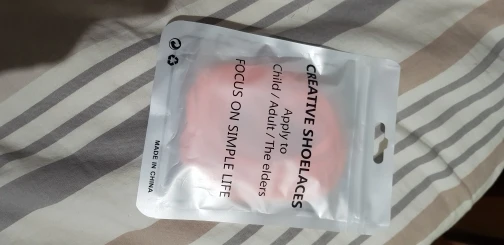 CREATIVE SHOELACES
Apply to
Child / Adult / The elders
FOCUS ON SIMPLE LIFE
MADE IN CHINA